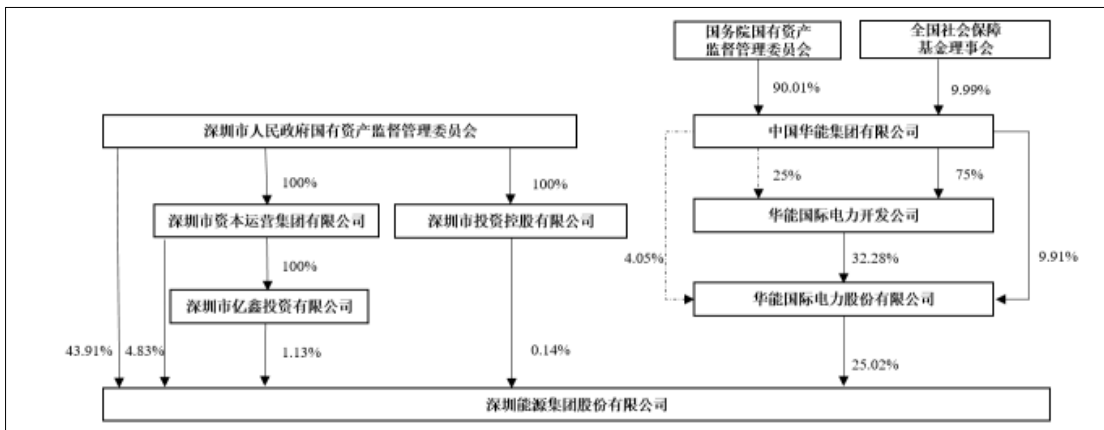 国务院国有资产
监督管理委员会
全国社会保障
基金理事会
90.01%
9.99%
深圳市人民政府国有资产监督管理委员会
中国华能集团有限公司
100%
100%
25%
75%
深圳市资本运营集团有限公司
深圳市投资控股有限公司
华能国际电力开发公司
100%
4.05%
32.28%
9.91%
深圳市亿鑫投资有限公司
华能国际电力股份有限公司
43.91%
4.83%
1.13%
0.14%
25.02%
深圳能源集团股份有限公司